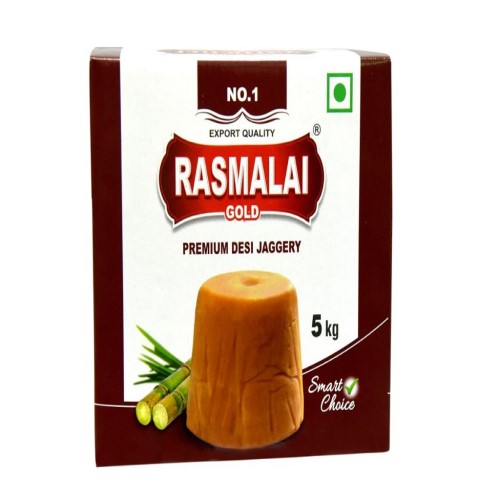 NO.1
EXPORT QUALITY
RASMALAI®
GOLD
PREMIUM DESI JAGGERY
5 kg
Smart
Choice